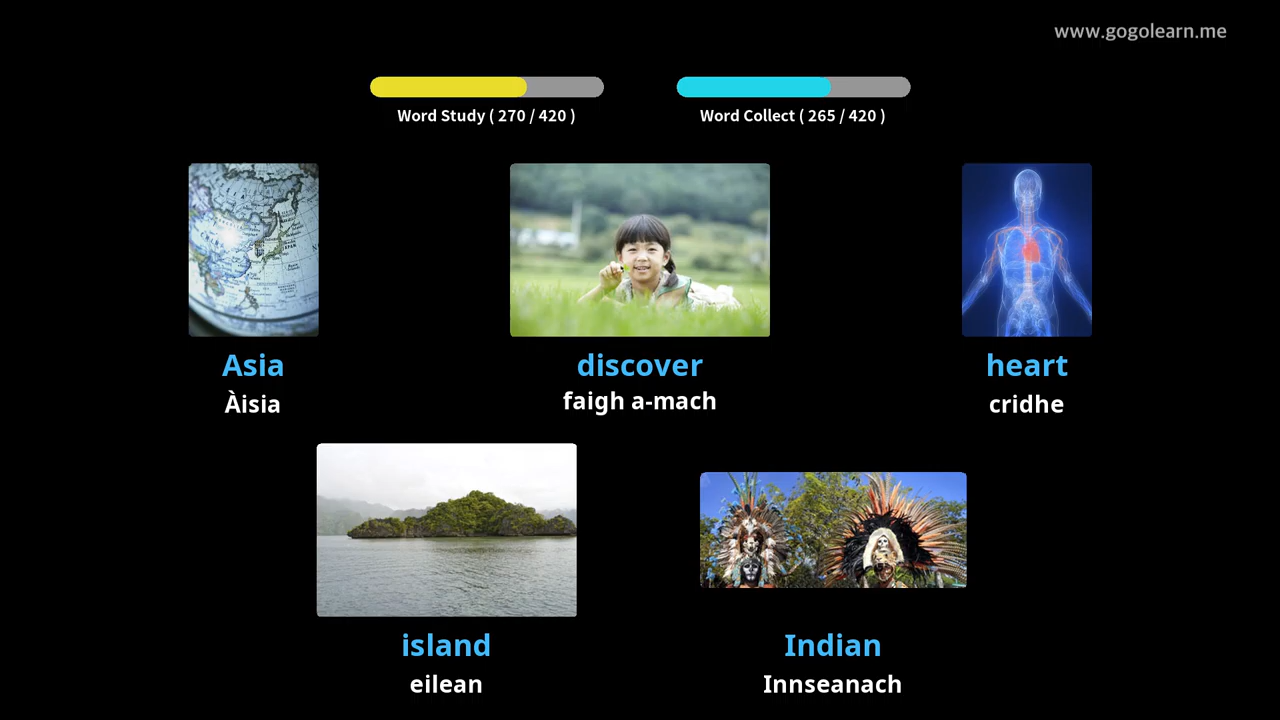 www.gogolearn.me
Word Study ( 270 / 420 )
Word Collect ( 265 / 420 )
Asia
Àisia
discover
faigh a-mach
heart
cridhe
island
eilean
Indian
Innseanach